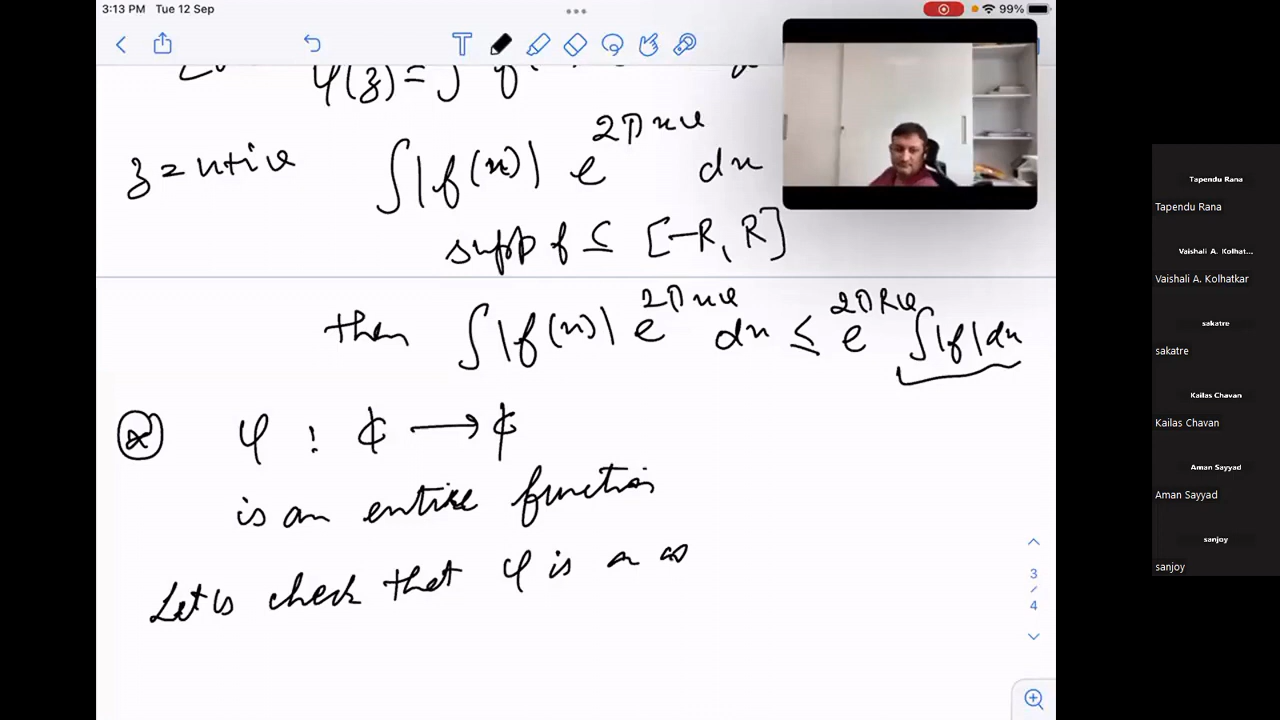 3:13 PM Tue 12 Sep
99%
φ(z) = ∫ f(
z = u+iv ∫|f(x)| e^{2πxv} dx
supp f ⊆ [-R, R]
then ∫|f(x)| e^{2πxv} dx ≤ e^{2πRv} ∫|f|dx
φ : ℂ ⟶ ℂ
is an entire function
Let's check that φ is a
3
/
4
Tapendu Rana
Tapendu Rana
Vaishali A. Kolhat...
Vaishali A. Kolhatkar
sakatre
sakatre
Kailas Chavan
Kailas Chavan
Aman Sayyad
Aman Sayyad
sanjoy
sanjoy